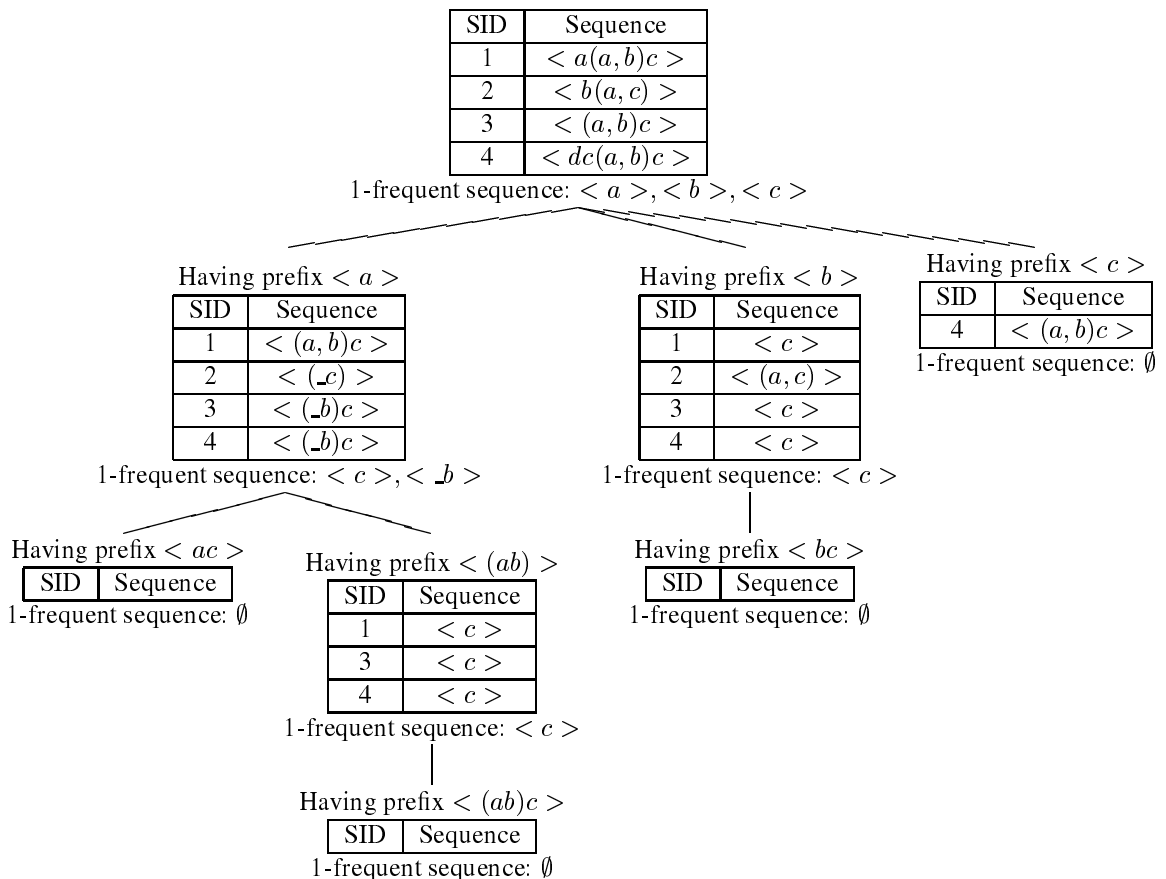 SID Sequence
1 < a(a, b)c >
2 < b(a, c) >
3 < (a, b)c >
4 < dc(a, b)c >
1-frequent sequence: < a >, < b >, < c >
Having prefix < a >
SID Sequence
1 < (a, b)c >
2 < (_c) >
3 < (_b)c >
4 < (_b)c >
1-frequent sequence: < c >, < _b >
Having prefix < b >
SID Sequence
1 < c >
2 < (a, c) >
3 < c >
4 < c >
1-frequent sequence: < c >
Having prefix < c >
SID Sequence
4 < (a, b)c >
1-frequent sequence: ∅
Having prefix < ac >
SID Sequence
1-frequent sequence: ∅
Having prefix < (ab) >
SID Sequence
1 < c >
3 < c >
4 < c >
1-frequent sequence: < c >
Having prefix < bc >
SID Sequence
1-frequent sequence: ∅
Having prefix < (ab)c >
SID Sequence
1-frequent sequence: ∅